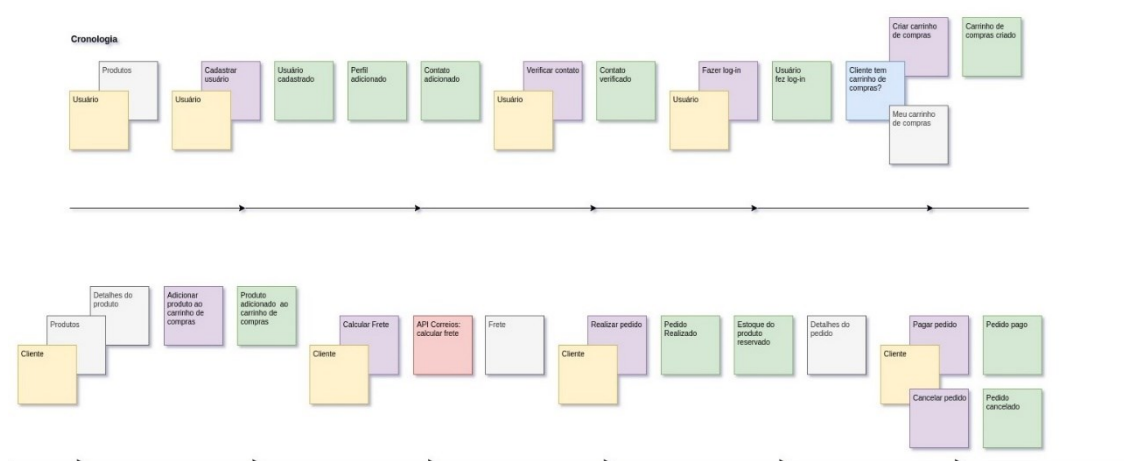 Cronologia
Produtos
Usuário
Cadastrar
usuário
Usuário
Usuário
cadastrado
Perfil
adicionado
Contato
adicionado
Verificar contato
Usuário
Contato
verificado
Fazer log-in
Usuário
Usuário
fez log-in
Cliente tem
carrinho de
compras?
Criar carrinho
de compras
Carrinho de
compras criado
Meu carrinho
de compras
Detalhes do
produto
Produtos
Cliente
Adicionar
produto ao
carrinho de
compras
Produto
adicionado ao
carrinho de
compras
Calcular Frete
Cliente
API Correios:
calcular frete
Frete
Realizar pedido
Cliente
Pedido
Realizado
Estoque do
produto
reservado
Detalhes do
pedido
Pagar pedido
Cliente
Pedido pago
Cancelar pedido
Pedido
cancelado